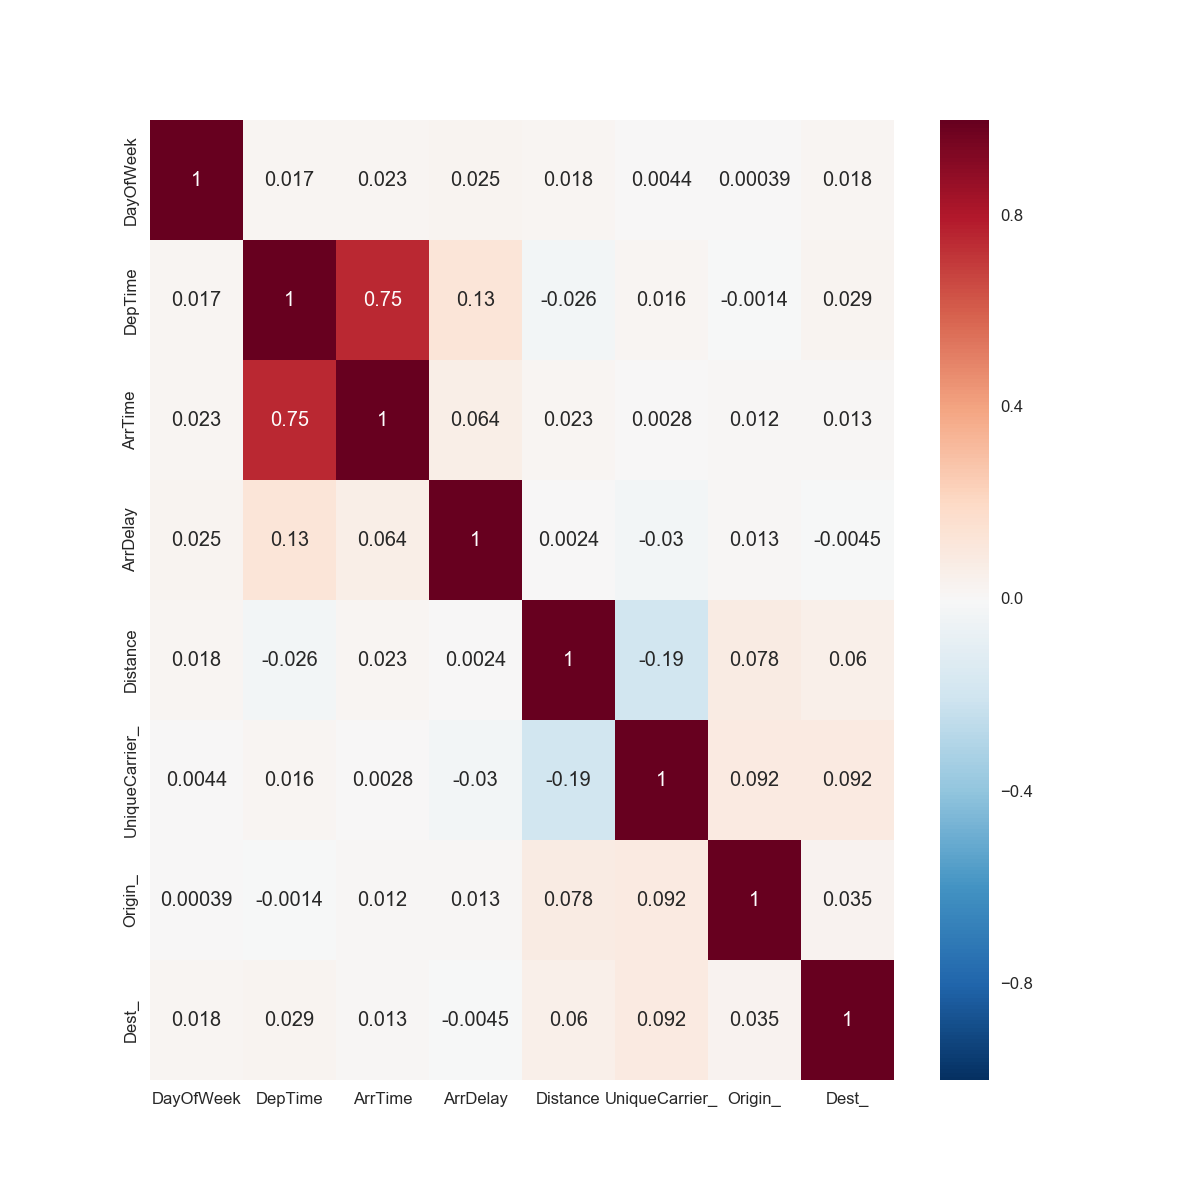 DayOfWeek 1 0.017 0.023 0.025 0.018 0.0044 0.00039 0.018
DepTime 0.017 1 0.75 0.13 -0.026 0.016 -0.0014 0.029
ArrTime 0.023 0.75 1 0.064 0.023 0.0028 0.012 0.013
ArrDelay 0.025 0.13 0.064 1 0.0024 -0.03 0.013 -0.0045
Distance 0.018 -0.026 0.023 0.0024 1 -0.19 0.078 0.06
UniqueCarrier_ 0.0044 0.016 0.0028 -0.03 -0.19 1 0.092 0.092
Origin_ 0.00039 -0.0014 0.012 0.013 0.078 0.092 1 0.035
Dest_ 0.018 0.029 0.013 -0.0045 0.06 0.092 0.035 1
DayOfWeek DepTime ArrTime ArrDelay Distance UniqueCarrier_ Origin_ Dest_
0.8
0.4
0.0
−0.4
−0.8